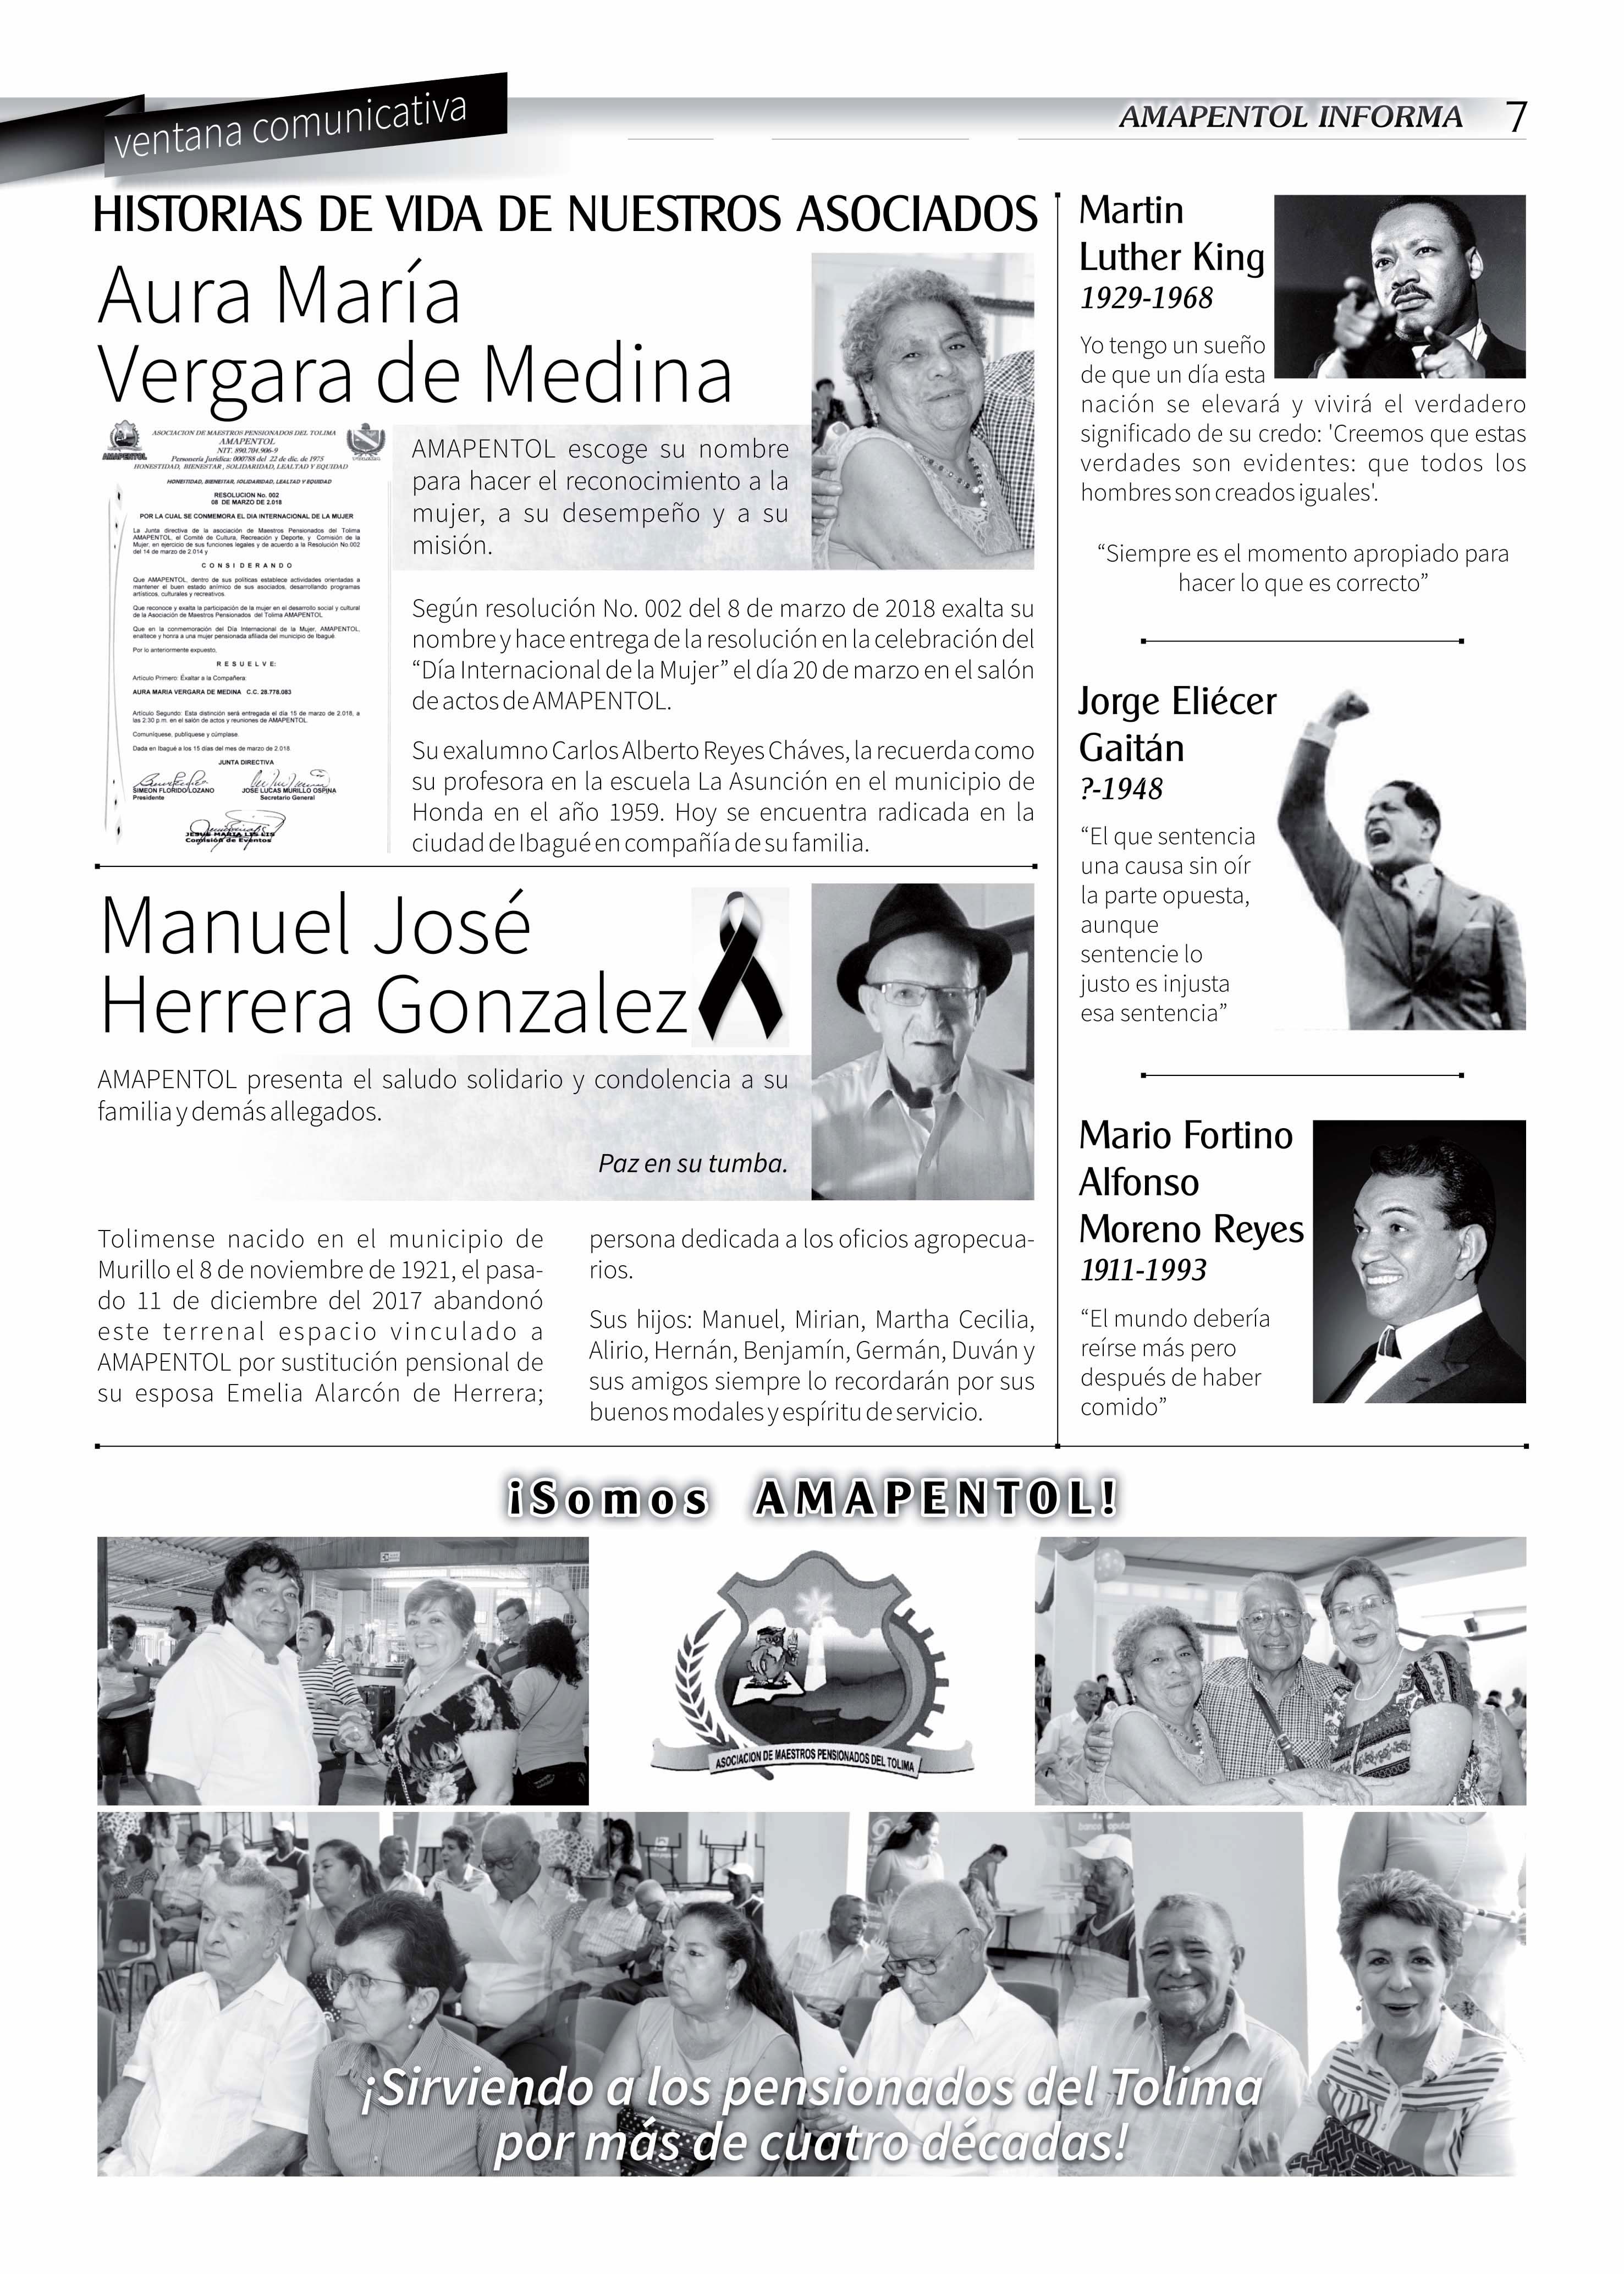 ventana comunicativa
AMAPENTOL INFORMA 7
HISTORIAS DE VIDA DE NUESTROS ASOCIADOS
Aura María
Vergara de Medina
ASOCIACION DE MAESTROS PENSIONADOS DEL TOLIMA
AMAPENTOL
NIT. 890.704.906-9
Personería Jurídica: 000788 del 22 de dic. de 1975
HONESTIDAD, BIENESTAR, SOLIDARIDAD, LEALTAD Y EQUIDAD
AMAPENTOL
HONESTIDAD, BIENESTAR, SOLIDARIDAD, LEALTAD Y EQUIDAD
RESOLUCION No. 002
08 DE MARZO DE 2.018
POR LA CUAL SE CONMEMORA EL DIA INTERNACIONAL DE LA MUJER
La Junta directiva de la asociación de Maestros Pensionados del Tolima
AMAPENTOL, el Comité de Cultura, Recreación y Deporte, y Comisión de la
Mujer, en ejercicio de sus funciones legales y de acuerdo a la Resolución No.002
del 14 de marzo de 2.014 y
C O N S I D E R A N D O
Que AMAPENTOL, dentro de sus políticas establece actividades orientadas a
mantener el buen estado anímico de sus asociados, desarrollando programas
artísticos, culturales y recreativos.
Que reconoce y exalta la participación de la mujer en el desarrollo social y cultural
de la Asociación de Maestros Pensionados del Tolima AMAPENTOL.
Que en la conmemoración del Día Internacional de la Mujer, AMAPENTOL,
enaltece y honra a una mujer pensionada afiliada del municipio de Ibagué.
Por lo anteriormente expuesto,
R E S U E L V E:
Artículo Primero: Éxaltar a la Compañera:
AURA MARIA VERGARA DE MEDINA C.C. 28.778.083
Artículo Segundo: Esta distinción será entregada el día 15 de marzo de 2.018, a
las 2:30 p.m. en el salón de actos y reuniones de AMAPENTOL.
Comuníquese, publíquese y cúmplase.
Dada en Ibagué a los 15 días del mes de marzo de 2.018.
JUNTA DIRECTIVA
SIMEON FLORIDO LOZANO JOSE LUCAS MURILLO OSPINA
Presidente Secretario General
JESUS MARIA LIS LIS
Comisión de Eventos
AMAPENTOL escoge su nombre
para hacer el reconocimiento a la
mujer, a su desempeño y a su
misión.
Según resolución No. 002 del 8 de marzo de 2018 exalta su
nombre y hace entrega de la resolución en la celebración del
“Día Internacional de la Mujer” el día 20 de marzo en el salón
de actos de AMAPENTOL.
Su exalumno Carlos Alberto Reyes Cháves, la recuerda como
su profesora en la escuela La Asunción en el municipio de
Honda en el año 1959. Hoy se encuentra radicada en la
ciudad de Ibagué en compañía de su familia.
Manuel José
Herrera Gonzalez
AMAPENTOL presenta el saludo solidario y condolencia a su
familia y demás allegados.
Paz en su tumba.
Tolimense nacido en el municipio de
Murillo el 8 de noviembre de 1921, el pasa-
do 11 de diciembre del 2017 abandonó
este terrenal espacio vinculado a
AMAPENTOL por sustitución pensional de
su esposa Emelia Alarcón de Herrera;
persona dedicada a los oficios agropecua-
rios.
Sus hijos: Manuel, Mirian, Martha Cecilia,
Alirio, Hernán, Benjamín, Germán, Duván y
sus amigos siempre lo recordarán por sus
buenos modales y espíritu de servicio.
Martin
Luther King
1929-1968
Yo tengo un sueño
de que un día esta
nación se elevará y vivirá el verdadero
significado de su credo: 'Creemos que estas
verdades son evidentes: que todos los
hombres son creados iguales'.
“Siempre es el momento apropiado para
hacer lo que es correcto”
Jorge Eliécer
Gaitán
?-1948
“El que sentencia
una causa sin oír
la parte opuesta,
aunque
sentencie lo
justo es injusta
esa sentencia”
Mario Fortino
Alfonso
Moreno Reyes
1911-1993
“El mundo debería
reírse más pero
después de haber
comido”
¡Somos AMAPENTOL!
ASOCIACION DE MAESTROS PENSIONADOS DEL TOLIMA
banco popular
¡Sirviendo a los pensionados del Tolima
por más de cuatro décadas!